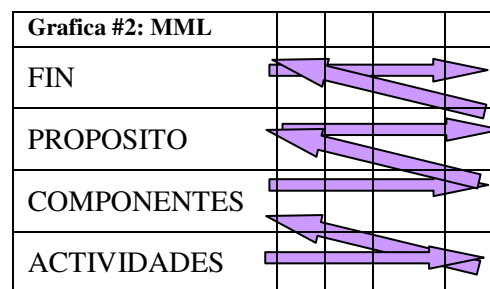 Grafica #2: MML
FIN
PROPOSITO
COMPONENTES
ACTIVIDADES